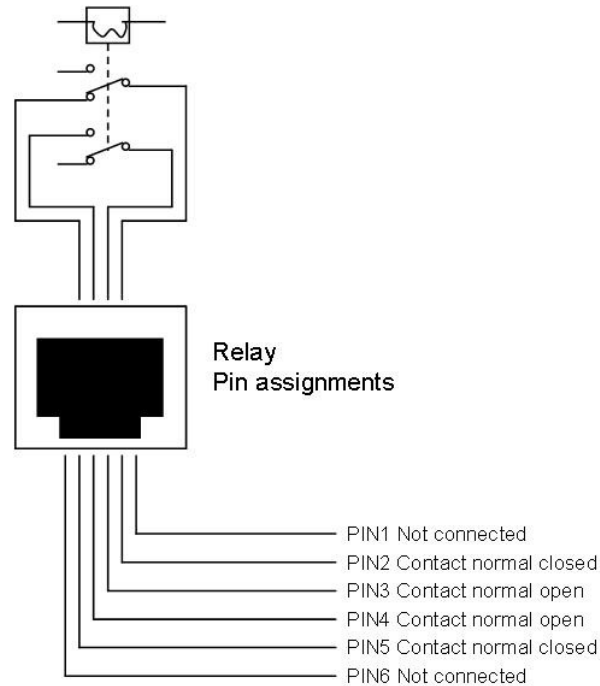 Relay
Pin assignments
PIN1 Not connected
PIN2 Contact normal closed
PIN3 Contact normal open
PIN4 Contact normal open
PIN5 Contact normal closed
PIN6 Not connected